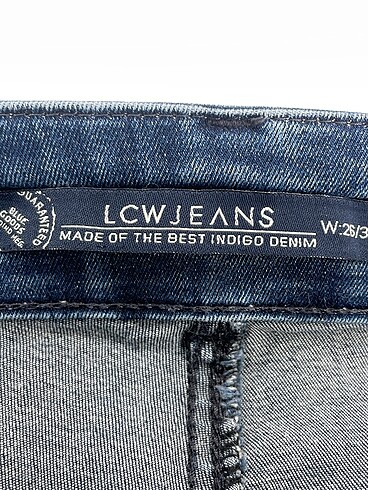 GUARANTEED
BLUE
GOODS
LCWJEANS
MADE OF THE BEST INDIGO DENIM
W:26/3